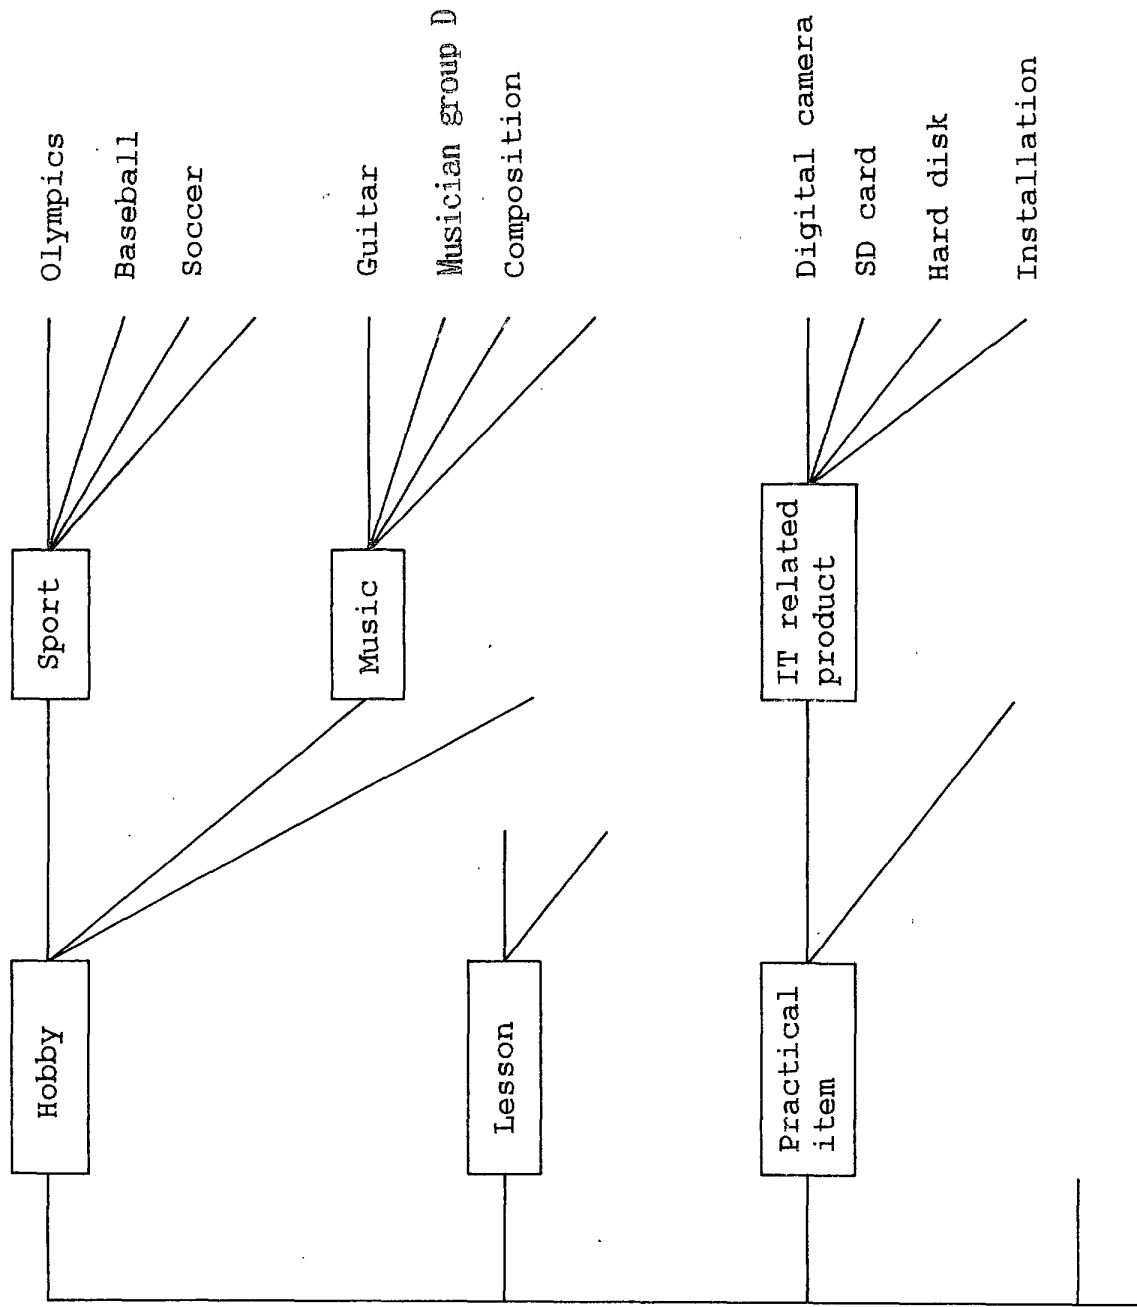 Hobby
Sport
Olympics
Baseball
Soccer
Music
Guitar
Musician group D
Composition
Lesson
Practical
item
IT related
product
Digital camera
SD card
Hard disk
Installation